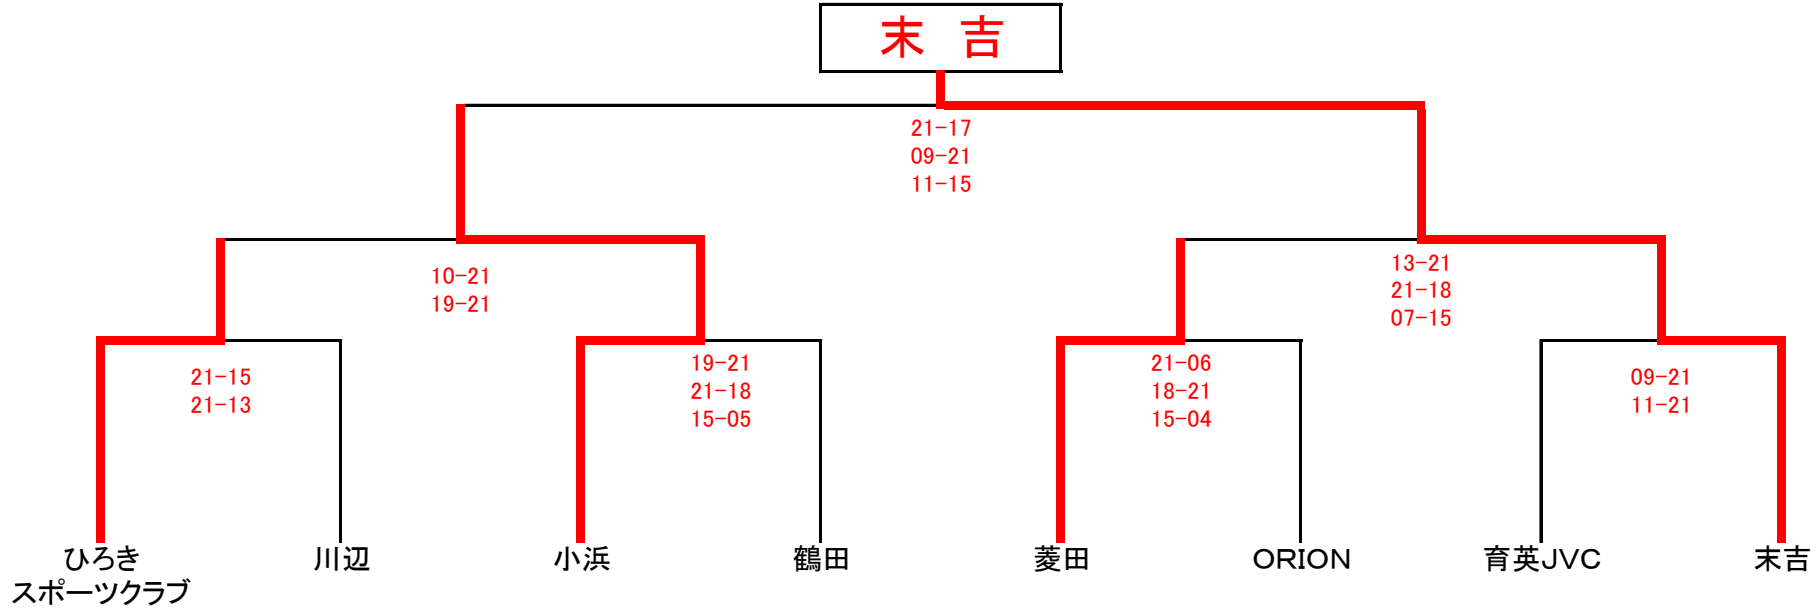 末 吉
21-17
09-21
11-15
10-21
19-21
13-21
21-18
07-15
21-15
21-13
19-21
21-18
15-05
21-06
18-21
15-04
09-21
11-21
ひろき
スポーツクラブ
川辺
小浜
鶴田
菱田
ORION
育英JVC
末吉